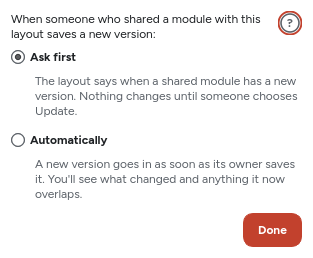 When someone who shared a module with this
layout saves a new version:
?
Ask first
The layout says when a shared module has a new
version. Nothing changes until someone chooses
Update.
Automatically
A new version goes in as soon as its owner saves
it. You'll see what changed and anything it now
overlaps.
Done